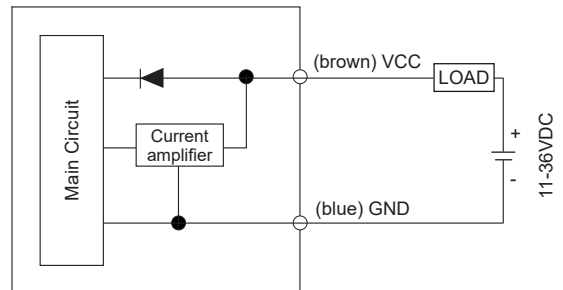 (brown) VCC
LOAD
Main Circuit
Current
amplifier
+
-
11-36VDC
(blue) GND